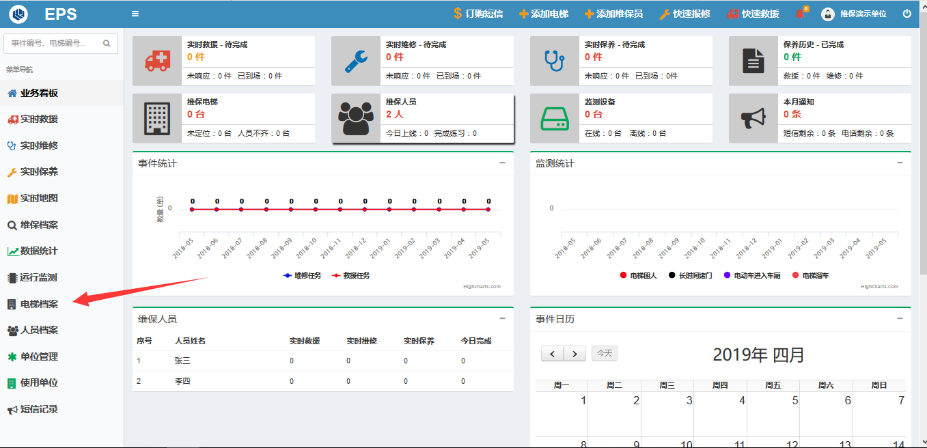 EPS
订购短信 添加电梯 添加维保员 快速报修 快速救援 维保演示单位
事件编号、电梯编号...
菜单导航
业务看板
实时救援
实时维修
实时保养
实时地图
维保档案
数据统计
运行监测
电梯档案
人员档案
单位管理
使用单位
短信记录
实时救援 - 待完成
0 件
未响应：0 件 已到场：0 件
实时维修 - 待完成
0 件
未响应：0 件 已到场：0 件
实时保养 - 待完成
0 件
未响应：0 件 已到场：0 件
保养历史 - 已完成
0 件
救援：0 件 维修：0 件
维保电梯
0 台
未定位：0 台 人员不齐：0 台
维保人员
2 人
今日上线：0 完成练习：0
监测设备
0 台
在线：0 台 离线：0 台
本月通知
0 条
短信剩余：0 条 电话剩余：0 条
事件统计
数量 (件)
0
0 0 0 0 0 0 0 0 0 0 0 0 0
2018-05 2018-06 2018-07 2018-08 2018-09 2018-10 2018-11 2018-12 2019-01 2019-02 2019-03 2019-04 2019-05
维修任务 救援任务
Highcharts.com
监测统计
0
2018-05 2018-06 2018-07 2018-08 2018-09 2018-10 2018-11 2018-12 2019-01 2019-02 2019-03 2019-04 2019-05
电梯困人 长时间开门 电动车进入车厢 电梯溜车
Highcharts.com
维保人员
序号 人员姓名 实时救援 实时维修 实时保养 今日完成
1 张三 0 0 0 0
2 李四 0 0 0 0
事件日历
今天
2019年 四月
周一 周二 周三 周四 周五 周六 周日
1 2 3 4 5 6 7
8 9 10 11 12 13 14